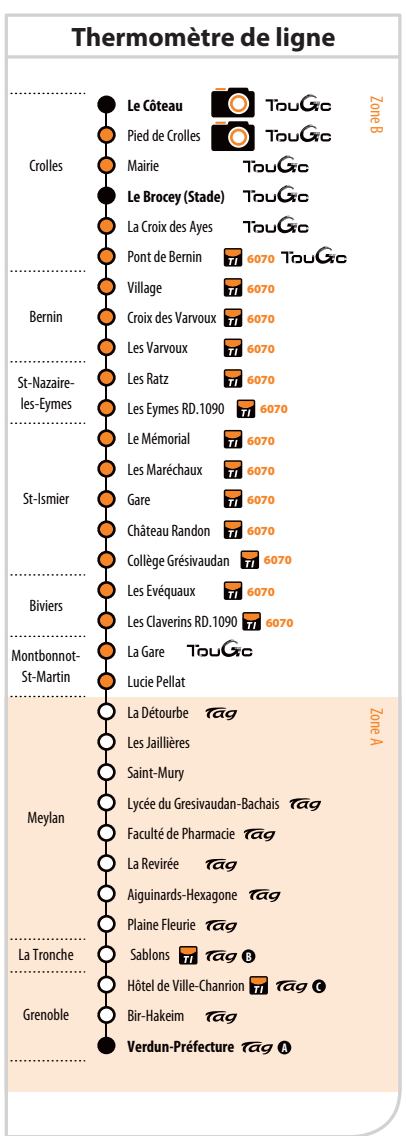 Thermomètre de ligne
Zone B
Crolles
Le Côteau TouGo
Pied de Crolles TouGo
Mairie TouGo
Le Brocey (Stade) TouGo
La Croix des Ayes TouGo
Pont de Bernin TI 6070 TouGo
Bernin
Village TI 6070
Croix des Varvoux TI 6070
Les Varvoux TI 6070
St-Nazaire-
les-Eymes
Les Ratz TI 6070
Les Eymes RD.1090 TI 6070
St-Ismier
Le Mémorial TI 6070
Les Maréchaux TI 6070
Gare TI 6070
Château Randon TI 6070
Collège Grésivaudan TI 6070
Biviers
Les Evéquaux TI 6070
Les Claverins RD.1090 TI 6070
Montbonnot-
St-Martin
La Gare TouGo
Lucie Pellat
Zone A
Meylan
La Détourbe Tag
Les Jaillières
Saint-Mury
Lycée du Gresivaudan-Bachais Tag
Faculté de Pharmacie Tag
La Revirée Tag
Aiguinards-Hexagone Tag
Plaine Fleurie Tag
La Tronche
Sablons TI Tag B
Grenoble
Hôtel de Ville-Chanrion TI Tag C
Bir-Hakeim Tag
Verdun-Préfecture Tag A